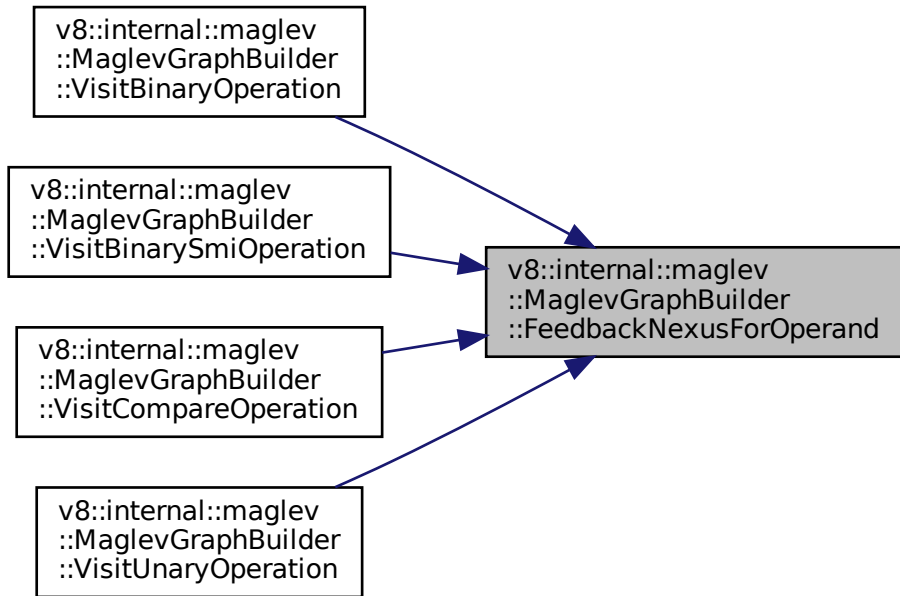 v8::internal::maglev
::MaglevGraphBuilder
::VisitBinaryOperation
v8::internal::maglev
::MaglevGraphBuilder
::VisitBinarySmiOperation
v8::internal::maglev
::MaglevGraphBuilder
::FeedbackNexusForOperand
v8::internal::maglev
::MaglevGraphBuilder
::VisitCompareOperation
v8::internal::maglev
::MaglevGraphBuilder
::VisitUnaryOperation